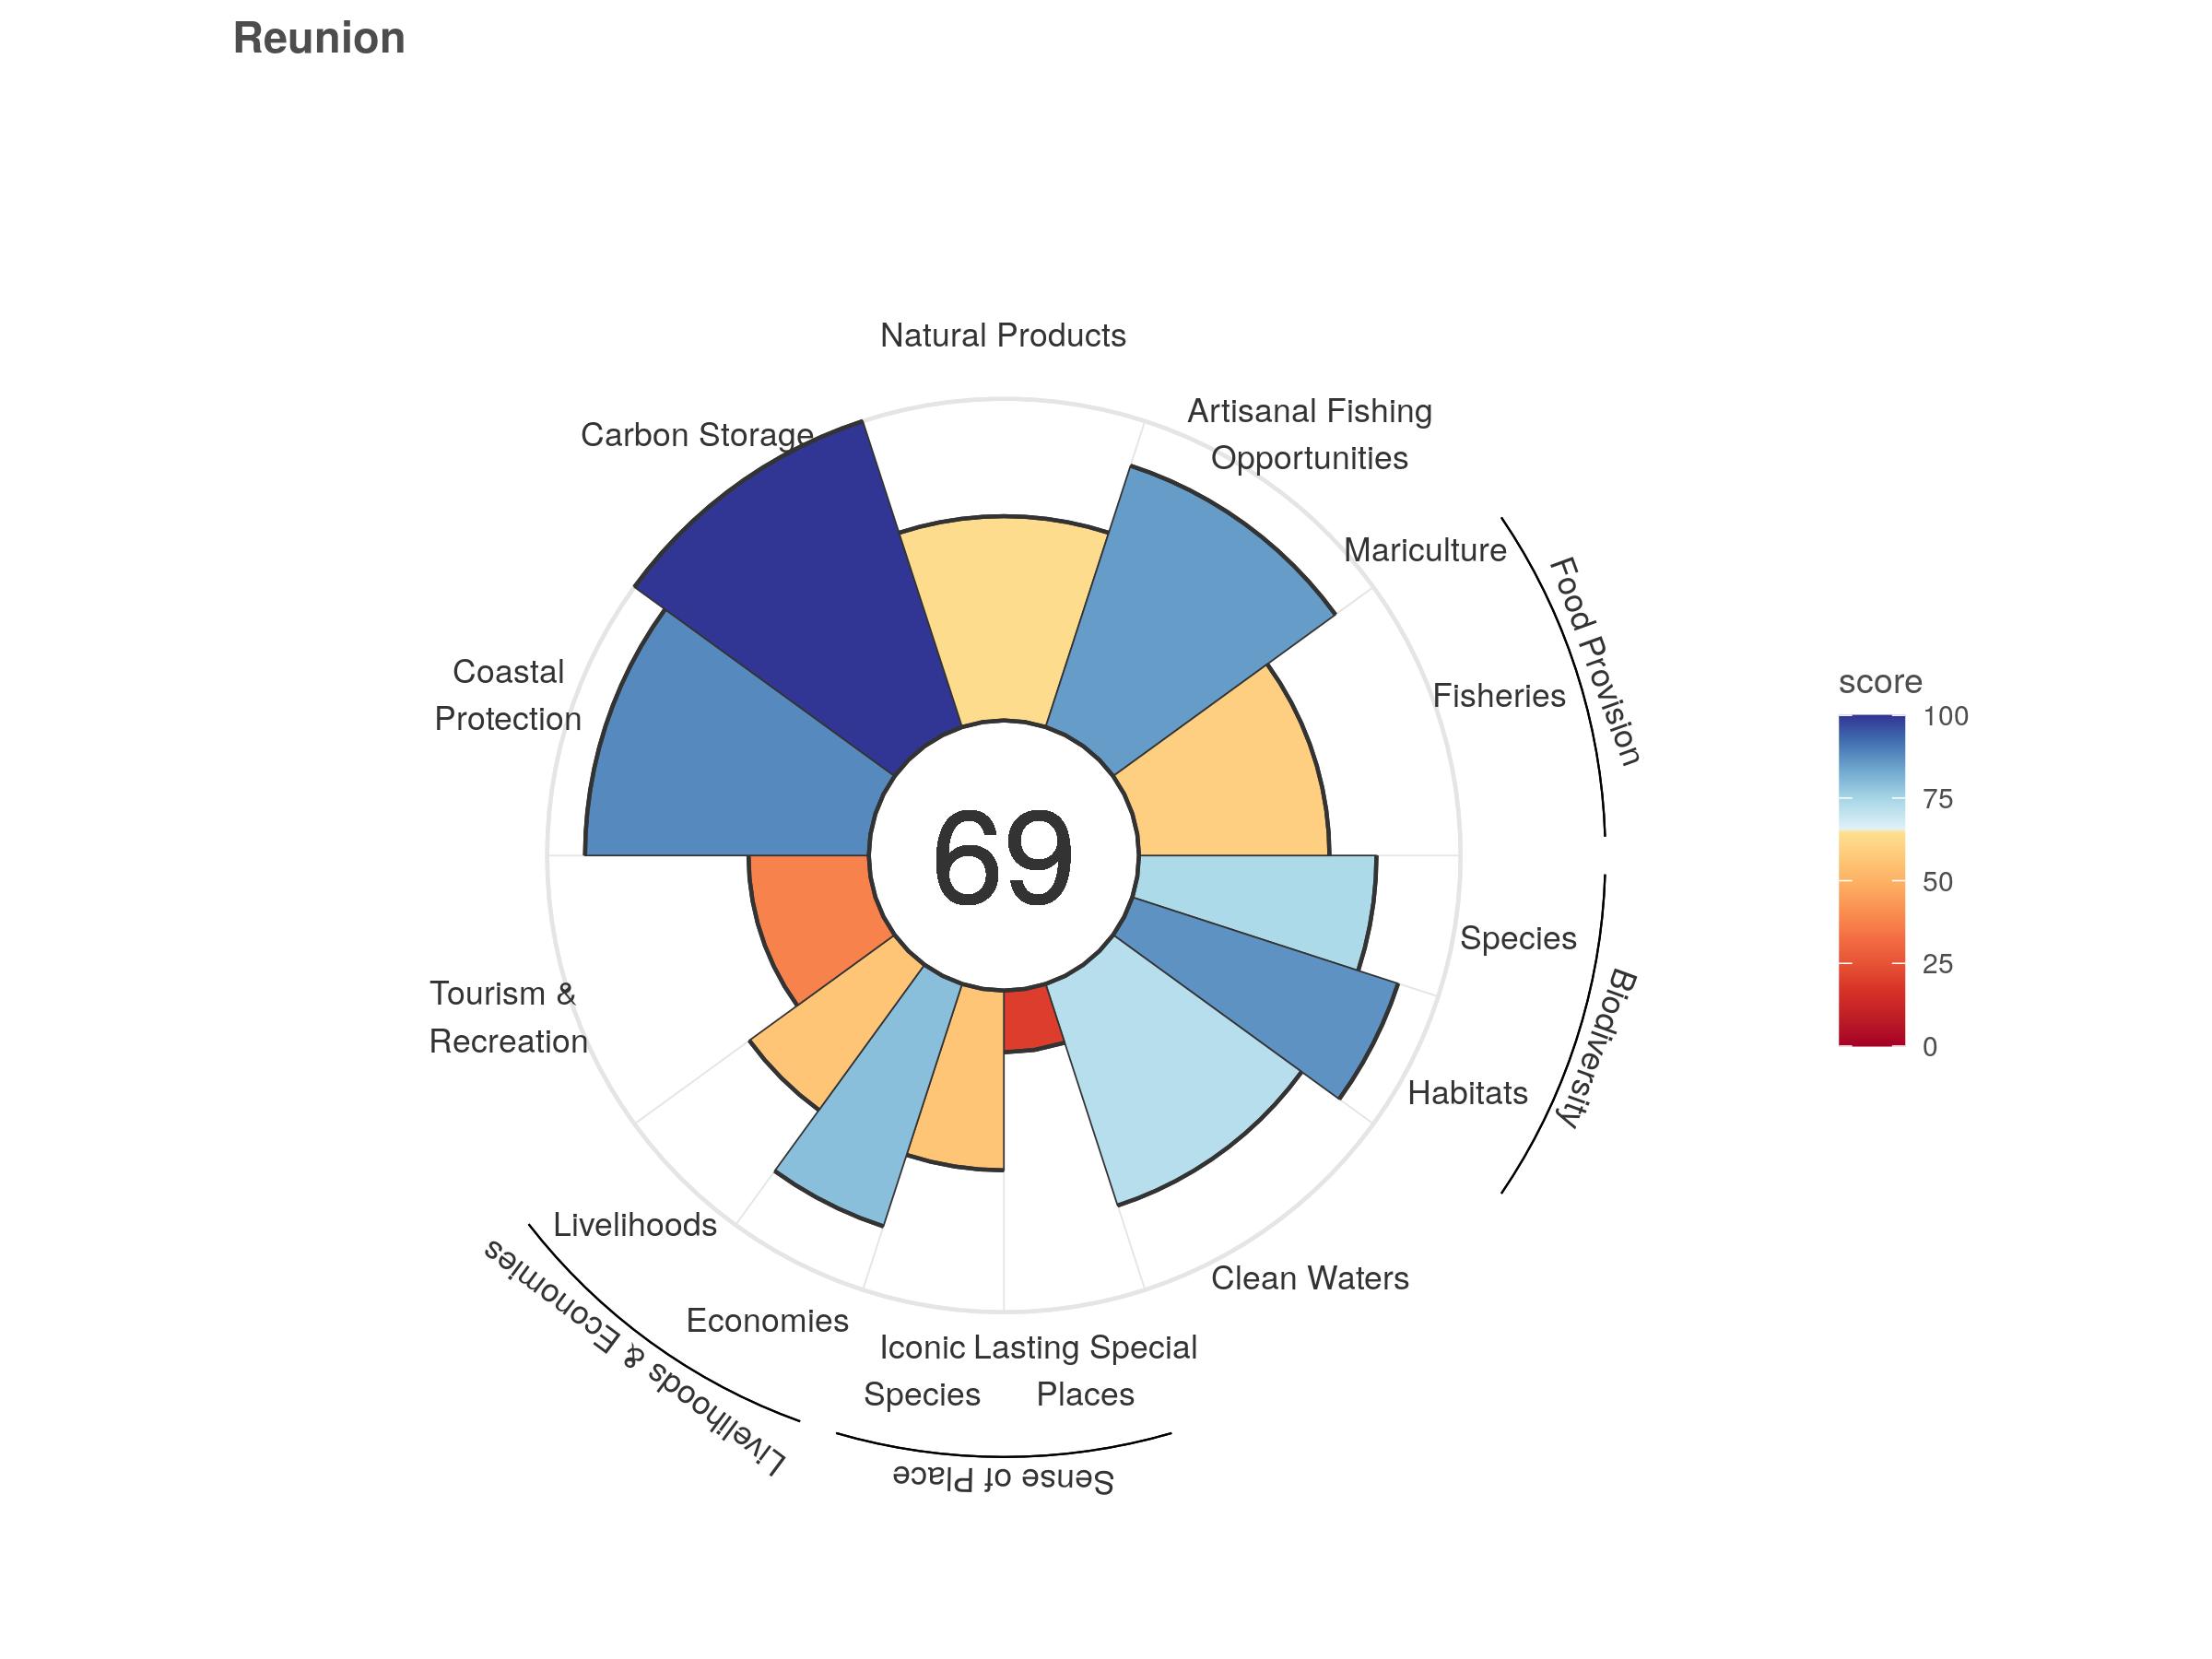 Reunion
Natural Products
Artisanal Fishing
Opportunities
Carbon Storage
Mariculture
Food Provision
Fisheries
Coastal
Protection
score
100
75
50
25
0
69
Species
Biodiversity
Habitats
Tourism &
Recreation
Livelihoods
Livelihoods & Economies
Economies
Clean Waters
Iconic
Species
Lasting Special
Places
Sense of Place